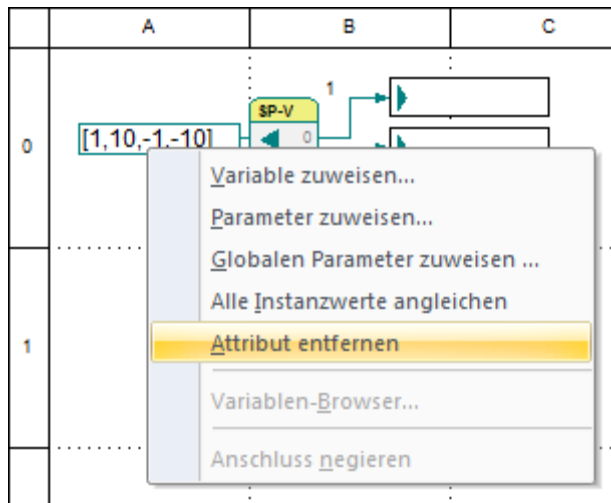 A B C
1
SP-V
0 [1,10,-1,-10] 0
Variable zuweisen...
Parameter zuweisen...
Globalen Parameter zuweisen ...
Alle Instanzwerte angleichen
1 Attribut entfernen
Variablen-Browser...
Anschluss negieren